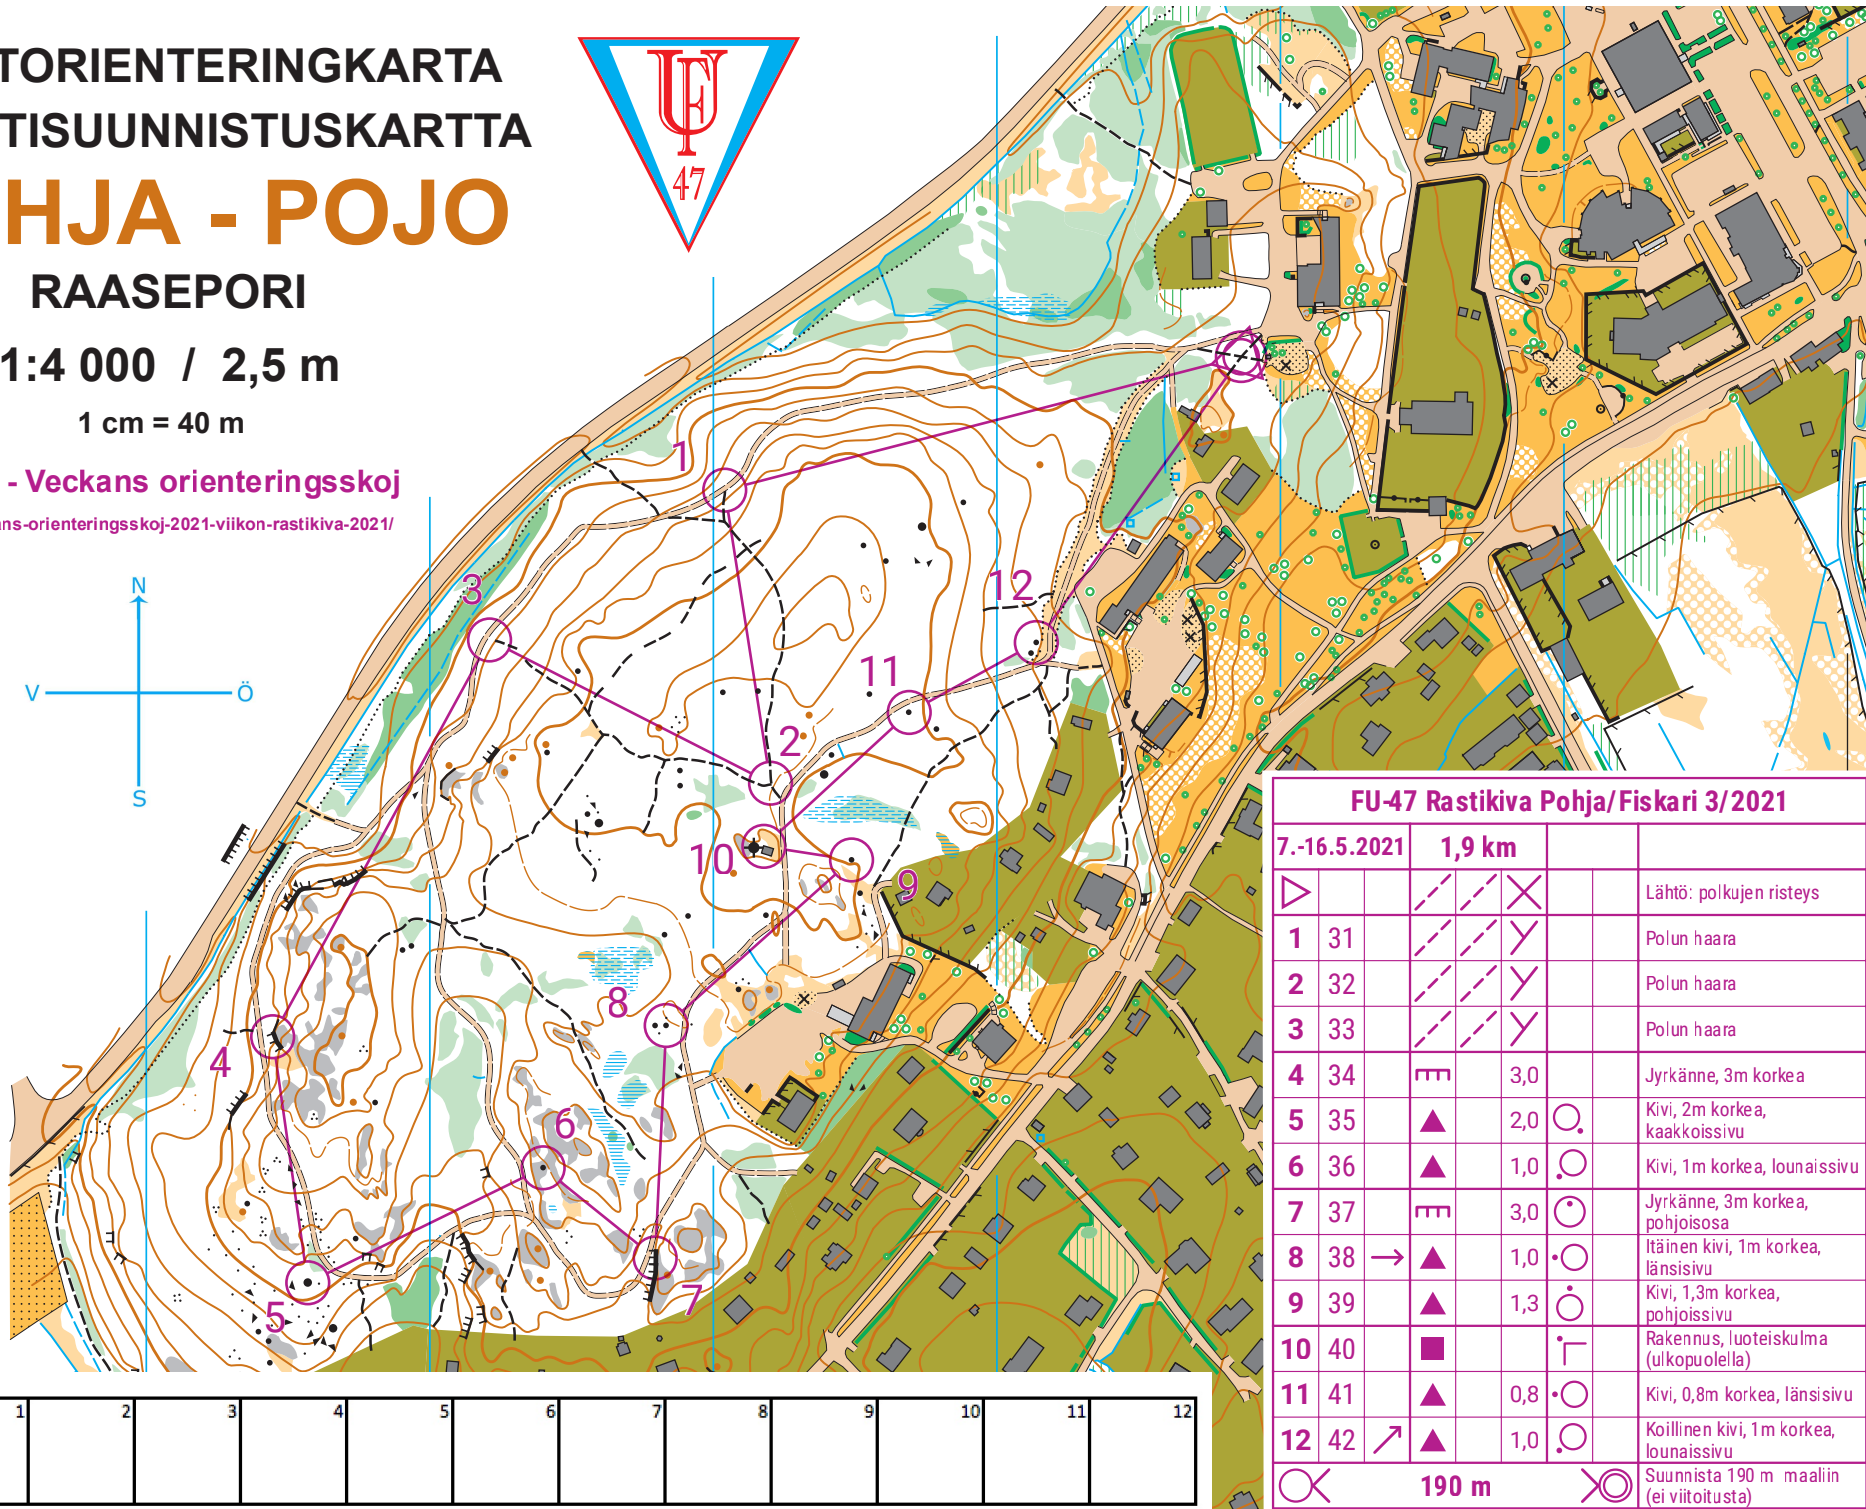 TORIENTERINGKARTA
TISUUNNISTUSKARTTA
HJA - POJO
RAASEPORI
1:4 000 / 2,5 m
1 cm = 40 m
- Veckans orienteringsskoj
ns-orienteringsskoj-2021-viikon-rastikiva-2021/
UF
47
N
V
Ö
S
1
2
3
4
5
6
7
8
9
10
11
12
FU-47 Rastikiva Pohja/Fiskari 3/2021
7.-16.5.2021 1,9 km
Lähtö: polkujen risteys
1 31 Polun haara
2 32 Polun haara
3 33 Polun haara
4 34 3,0 Jyrkänne, 3m korkea
5 35 2,0 Kivi, 2m korkea,
kaakkoissivu
6 36 1,0 Kivi, 1m korkea, lounaissivu
7 37 3,0 Jyrkänne, 3m korkea,
pohjoisosa
8 38 1,0 Itäinen kivi, 1m korkea,
länsisivu
9 39 1,3 Kivi, 1,3m korkea,
pohjoissivu
10 40 Rakennus, luoteiskulma
(ulkopuolella)
11 41 0,8 Kivi, 0,8m korkea, länsisivu
12 42 1,0 Koillinen kivi, 1m korkea,
lounaissivu
190 m Suunnista 190 m maaliin
(ei viitoitusta)
1 2 3 4 5 6 7 8 9 10 11 12